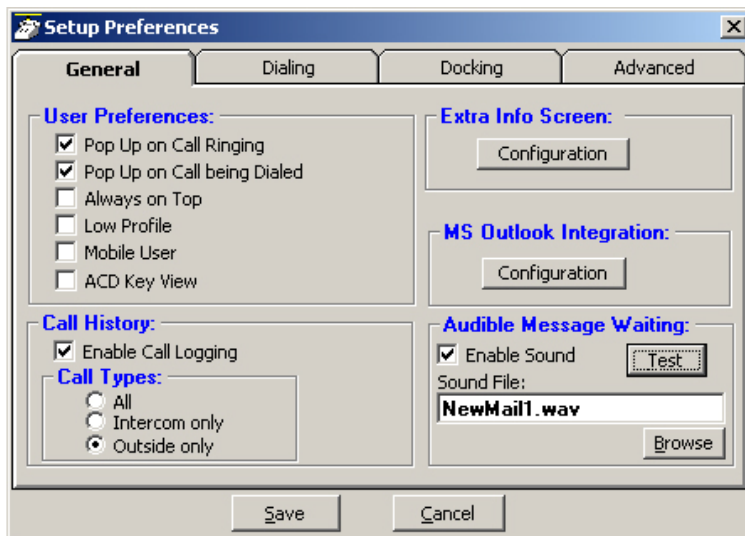 Setup Preferences
General
Dialing
Docking
Advanced
User Preferences:
Pop Up on Call Ringing
Pop Up on Call being Dialed
Always on Top
Low Profile
Mobile User
ACD Key View
Extra Info Screen:
Configuration
MS Outlook Integration:
Configuration
Call History:
Enable Call Logging
Call Types:
All
Intercom only
Outside only
Audible Message Waiting:
Enable Sound
Test
Sound File:
NewMail1.wav
Browse
Save
Cancel